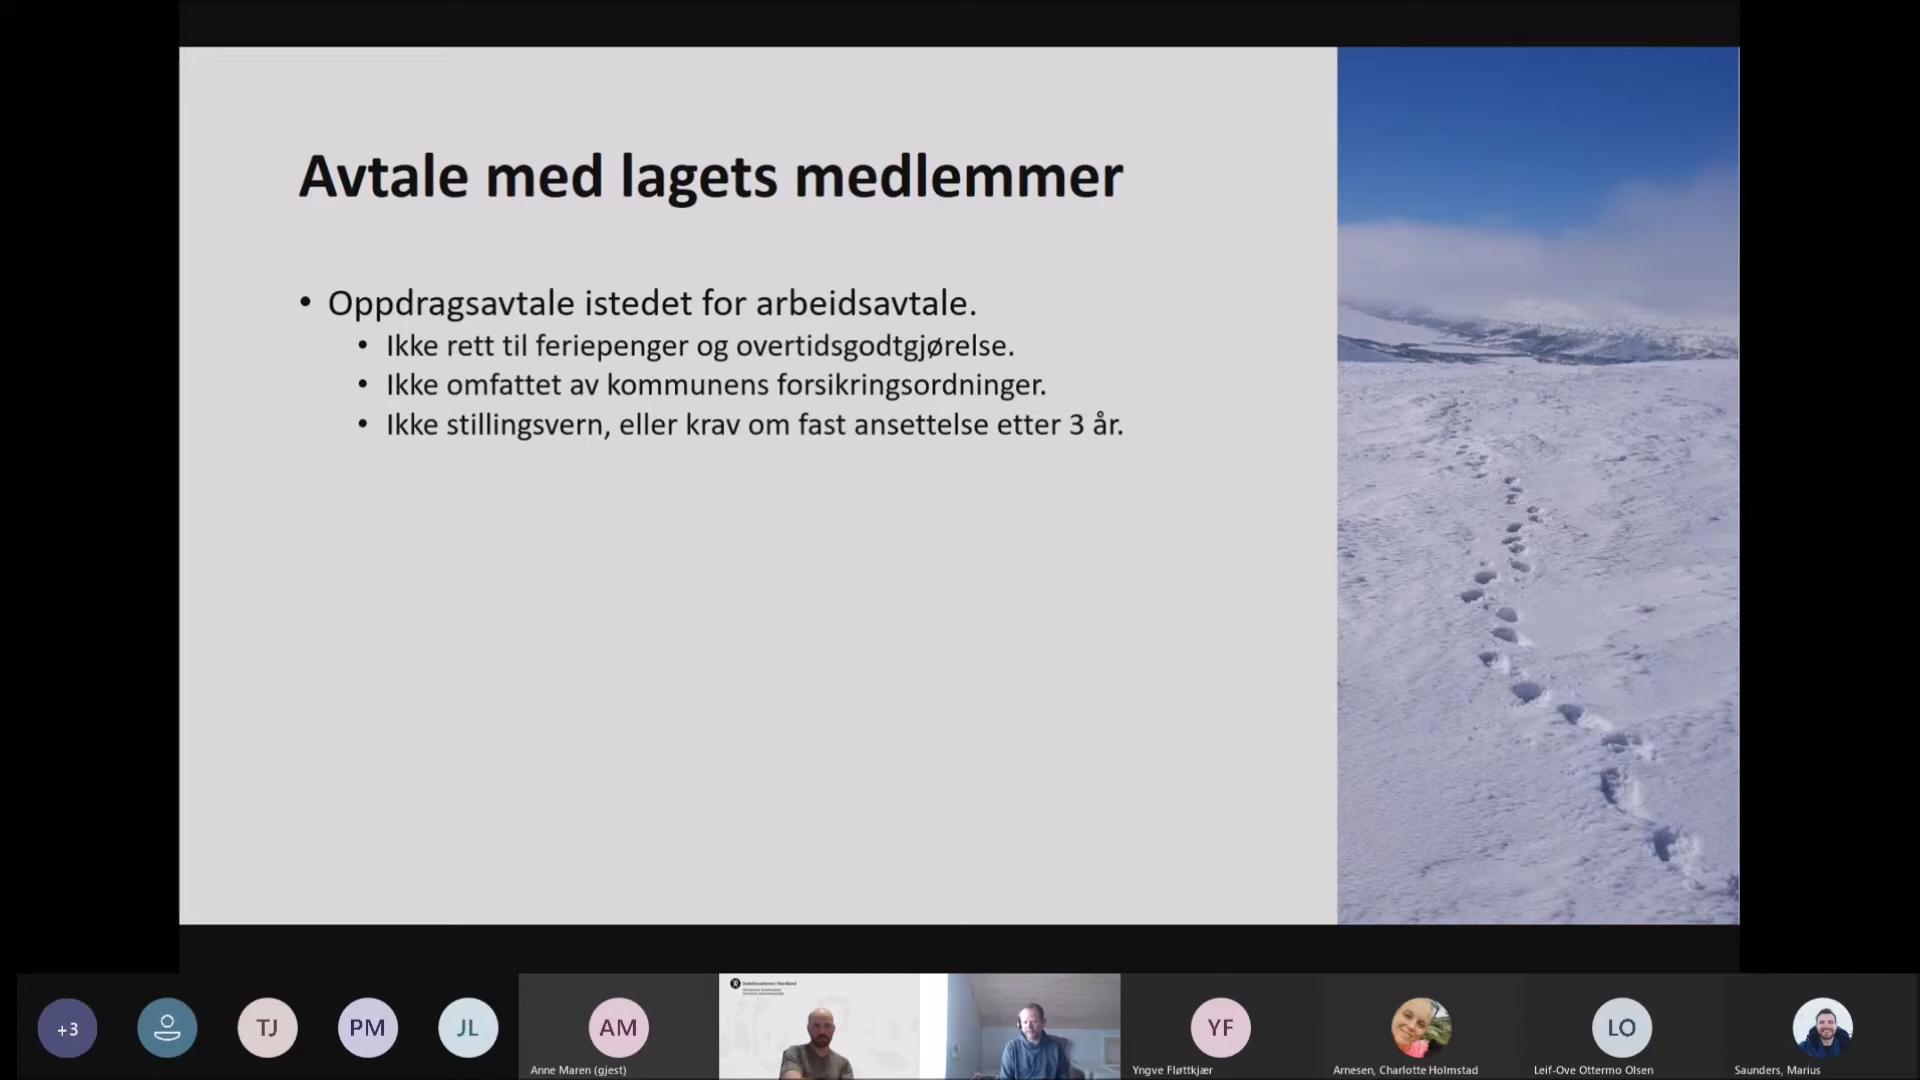 Avtale med lagets medlemmer
• Oppdragsavtale istedet for arbeidsavtale.
• Ikke rett til feriepenger og overtidsgodtgjørelse.
• Ikke omfattet av kommunens forsikringsordninger.
• Ikke stillingsvern, eller krav om fast ansettelse etter 3 år.
+3
TJ
PM
JL
AM
YF
LO
Anne Maren (gjest)
Yngve Fløttkjær
Arnesen, Charlotte Holmstad
Leif-Ove Ottermo Olsen
Saunders, Marius